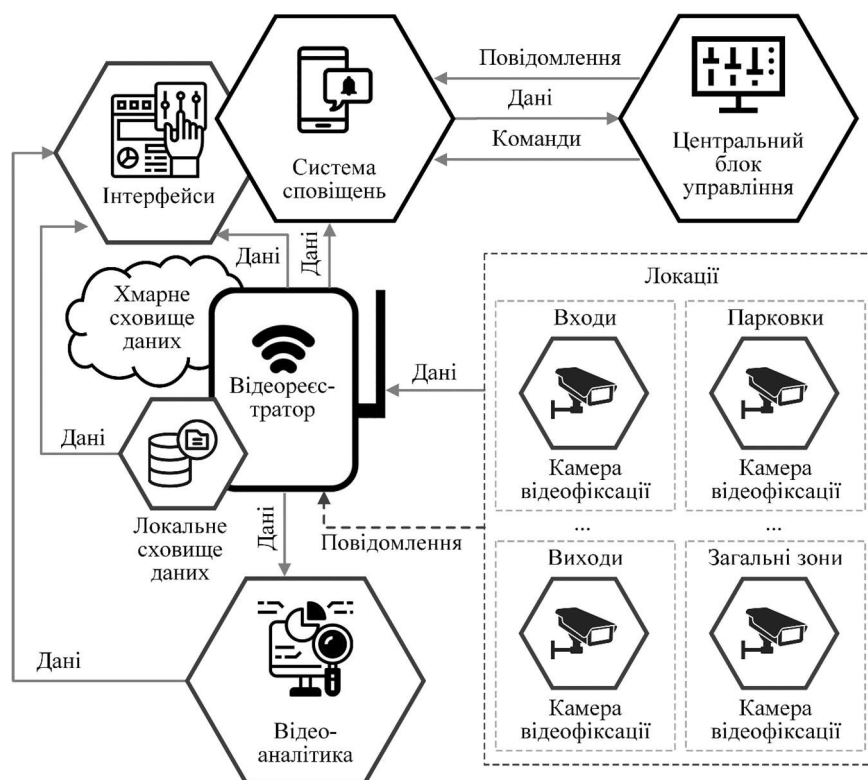 Повідомлення
Дані
Команди
Центральний
блок
управління
Система
сповіщень
Інтерфейси
Дані
Дані
Дані
Хмарне
сховище
даних
Відеореєс-
тратор
Дані
Дані
Локальне
сховище
даних
Дані
Повідомлення
Дані
Відео-
аналітика
Локації
Входи
Камера
відеофіксації
...
Парковки
Камера
відеофіксації
...
Виходи
Камера
відеофіксації
Загальні зони
Камера
відеофіксації